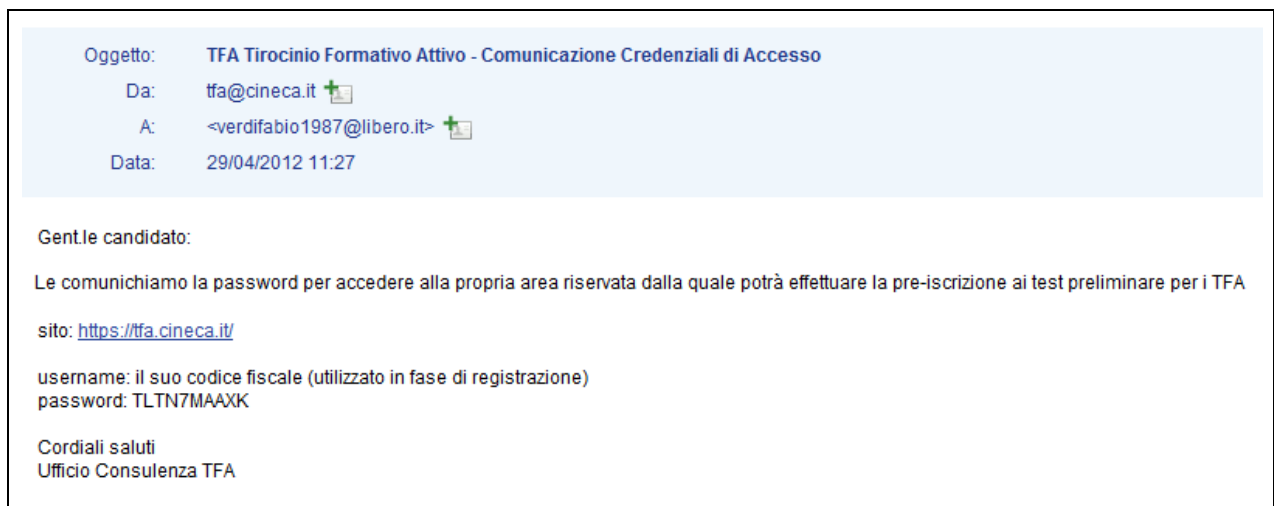 Oggetto: TFA Tirocinio Formativo Attivo - Comunicazione Credenziali di Accesso
Da: tfa@cineca.it
A: <verdifabio1987@libero.it>
Data: 29/04/2012 11:27
Gent.le candidato:
Le comunichiamo la password per accedere alla propria area riservata dalla quale potrà effettuare la pre-iscrizione ai test preliminare per i TFA
sito: https://tfa.cineca.it/
username: il suo codice fiscale (utilizzato in fase di registrazione)
password: TLTN7MAAXK
Cordiali saluti
Ufficio Consulenza TFA